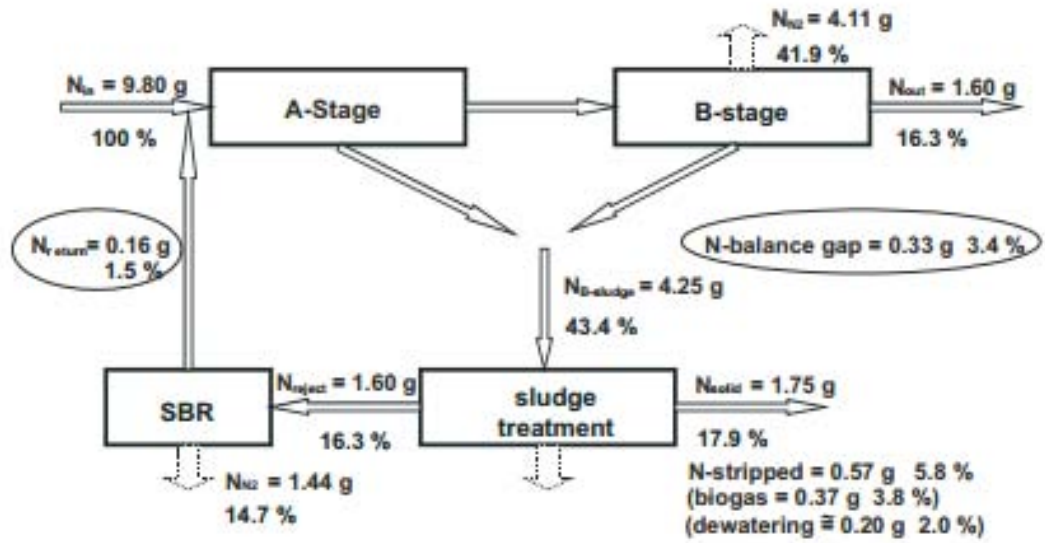 N_N2 = 4.11 g
41.9 %
N_in = 9.80 g
100 %
A-Stage
B-stage
N_out = 1.60 g
16.3 %
N_return = 0.16 g
1.5 %
N-balance gap = 0.33 g 3.4 %
N_B-sludge = 4.25 g
43.4 %
SBR
N_reject = 1.60 g
16.3 %
sludge
treatment
N_solid = 1.75 g
17.9 %
N_N2 = 1.44 g
14.7 %
N-stripped = 0.57 g 5.8 %
(biogas = 0.37 g 3.8 %)
(dewatering ≅ 0.20 g 2.0 %)